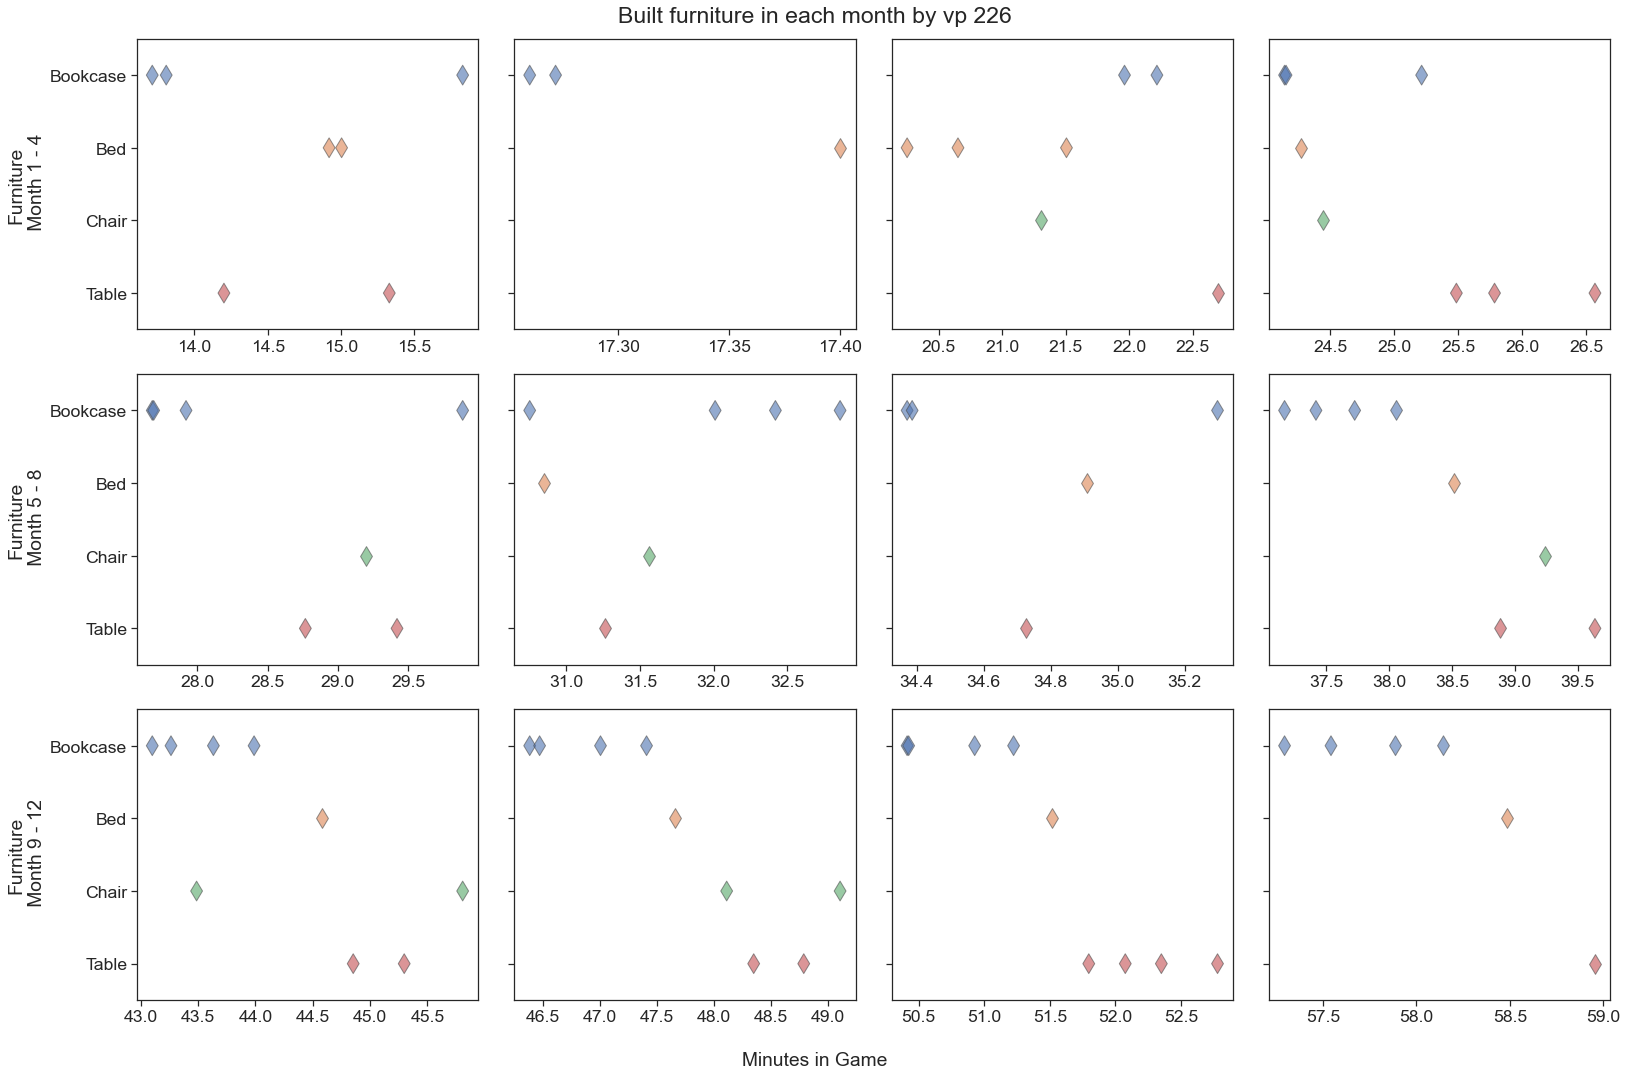 Built furniture in each month by vp 226
Furniture
Month 1 - 4
Bookcase
Bed
Chair
Table
14.0 14.5 15.0 15.5
17.30 17.35 17.40
20.5 21.0 21.5 22.0 22.5
24.5 25.0 25.5 26.0 26.5
Furniture
Month 5 - 8
Bookcase
Bed
Chair
Table
28.0 28.5 29.0 29.5
31.0 31.5 32.0 32.5
34.4 34.6 34.8 35.0 35.2
37.5 38.0 38.5 39.0 39.5
Furniture
Month 9 - 12
Bookcase
Bed
Chair
Table
43.0 43.5 44.0 44.5 45.0 45.5
46.5 47.0 47.5 48.0 48.5 49.0
50.5 51.0 51.5 52.0 52.5
57.5 58.0 58.5 59.0
Minutes in Game